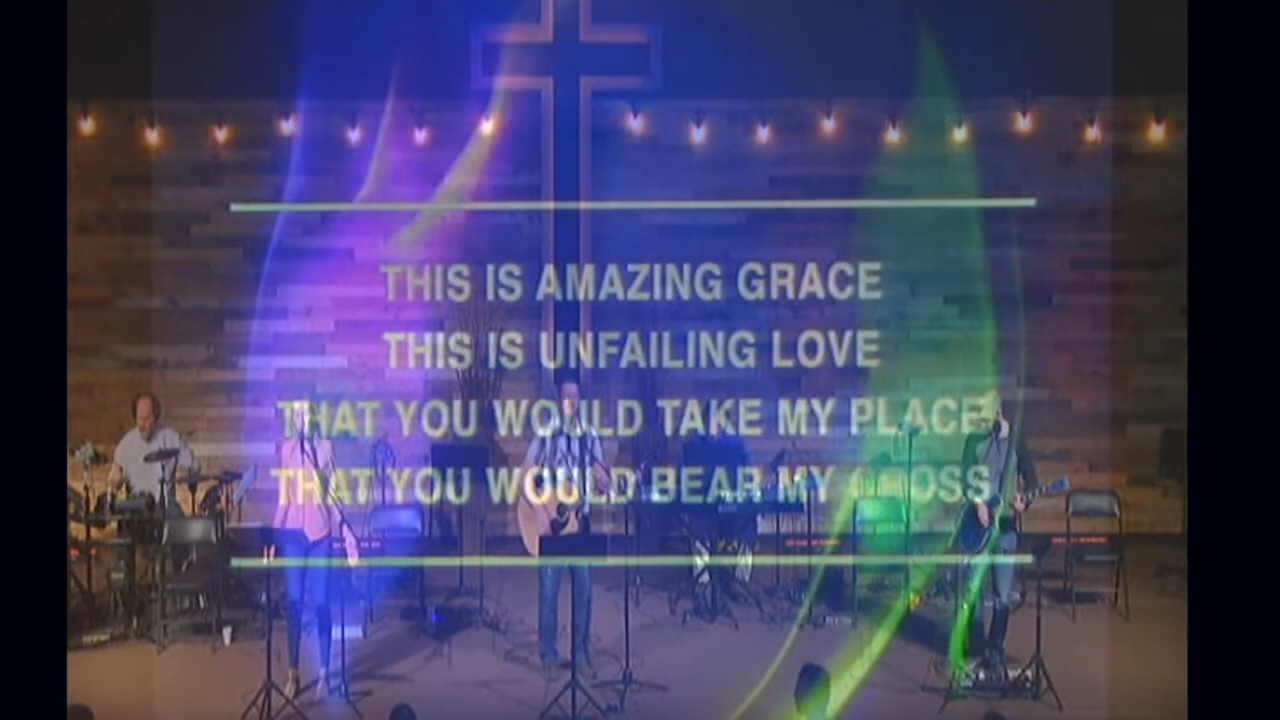 THIS IS AMAZING GRACE
THIS IS UNFAILING LOVE
THAT YOU WOULD TAKE MY PLACE
THAT YOU WOULD BEAR MY CROSS